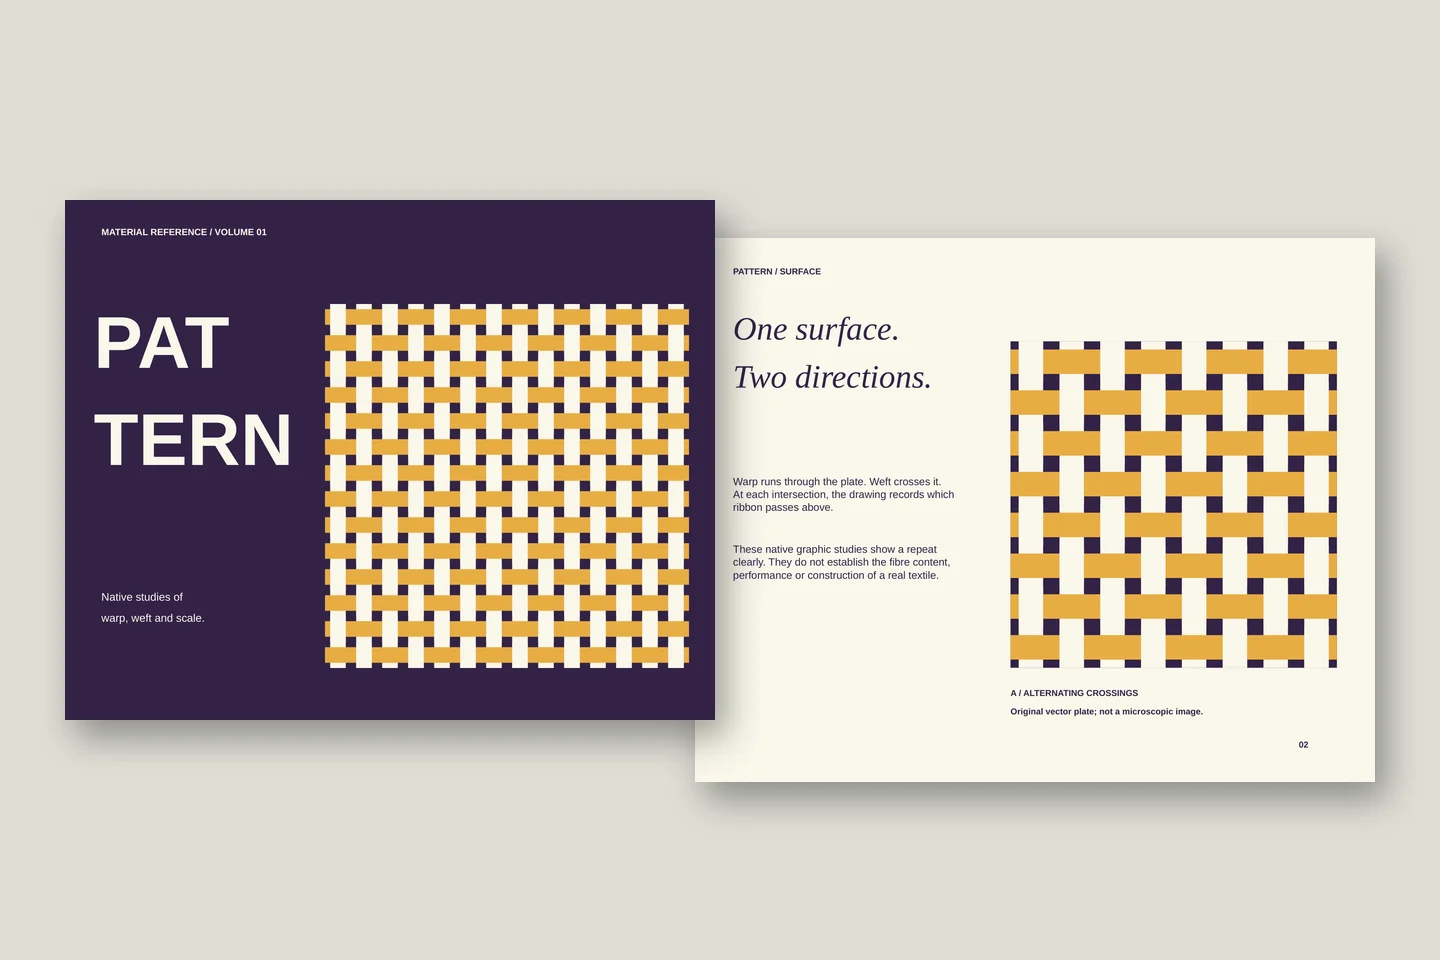 MATERIAL REFERENCE / VOLUME 01
PAT
TERN
Native studies of
warp, weft and scale.
PATTERN / SURFACE
One surface.
Two directions.
Warp runs through the plate. Weft crosses it.
At each intersection, the drawing records which
ribbon passes above.
These native graphic studies show a repeat
clearly. They do not establish the fibre content,
performance or construction of a real textile.
A / ALTERNATING CROSSINGS
Original vector plate; not a microscopic image.
02